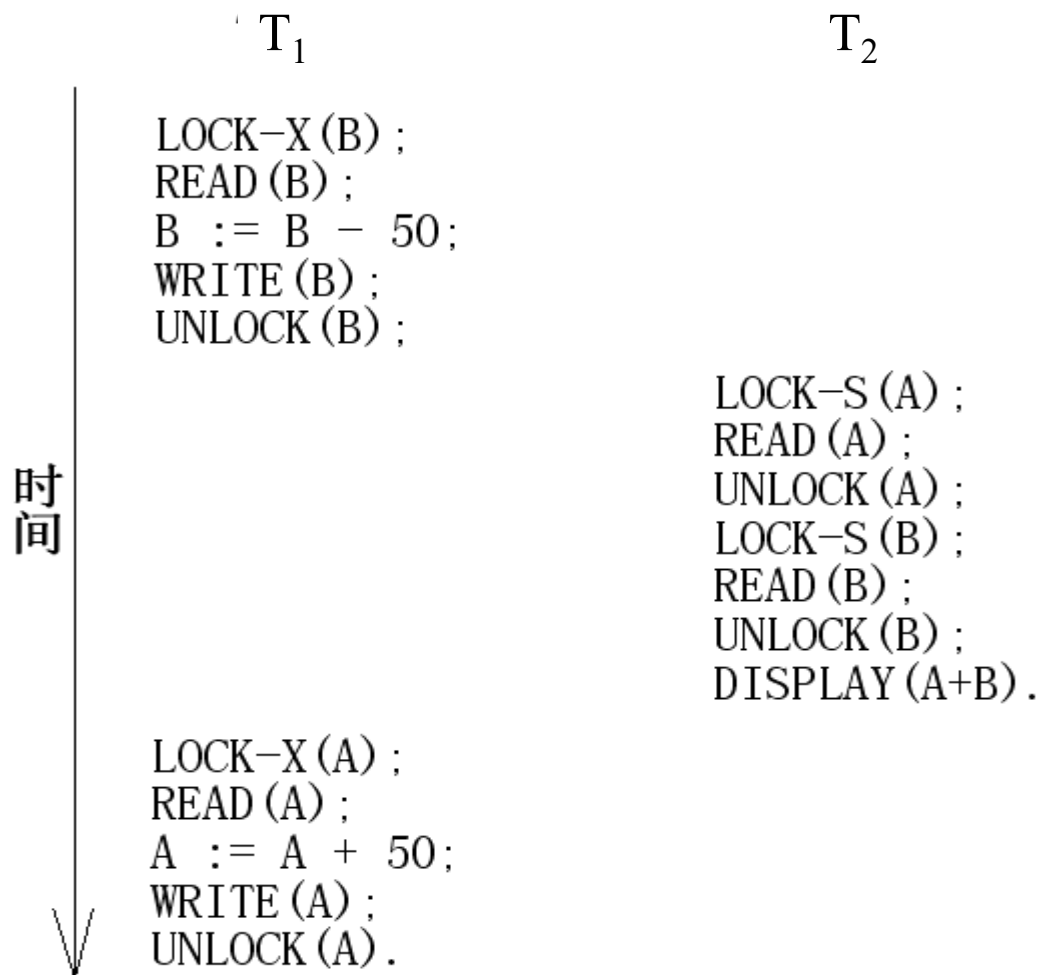 T₁ T₂
LOCK-X(B);
READ(B);
B := B - 50;
WRITE(B);
UNLOCK(B);
LOCK-S(A);
READ(A);
UNLOCK(A);
LOCK-S(B);
READ(B);
UNLOCK(B);
DISPLAY(A+B).
时间
LOCK-X(A);
READ(A);
A := A + 50;
WRITE(A);
UNLOCK(A).